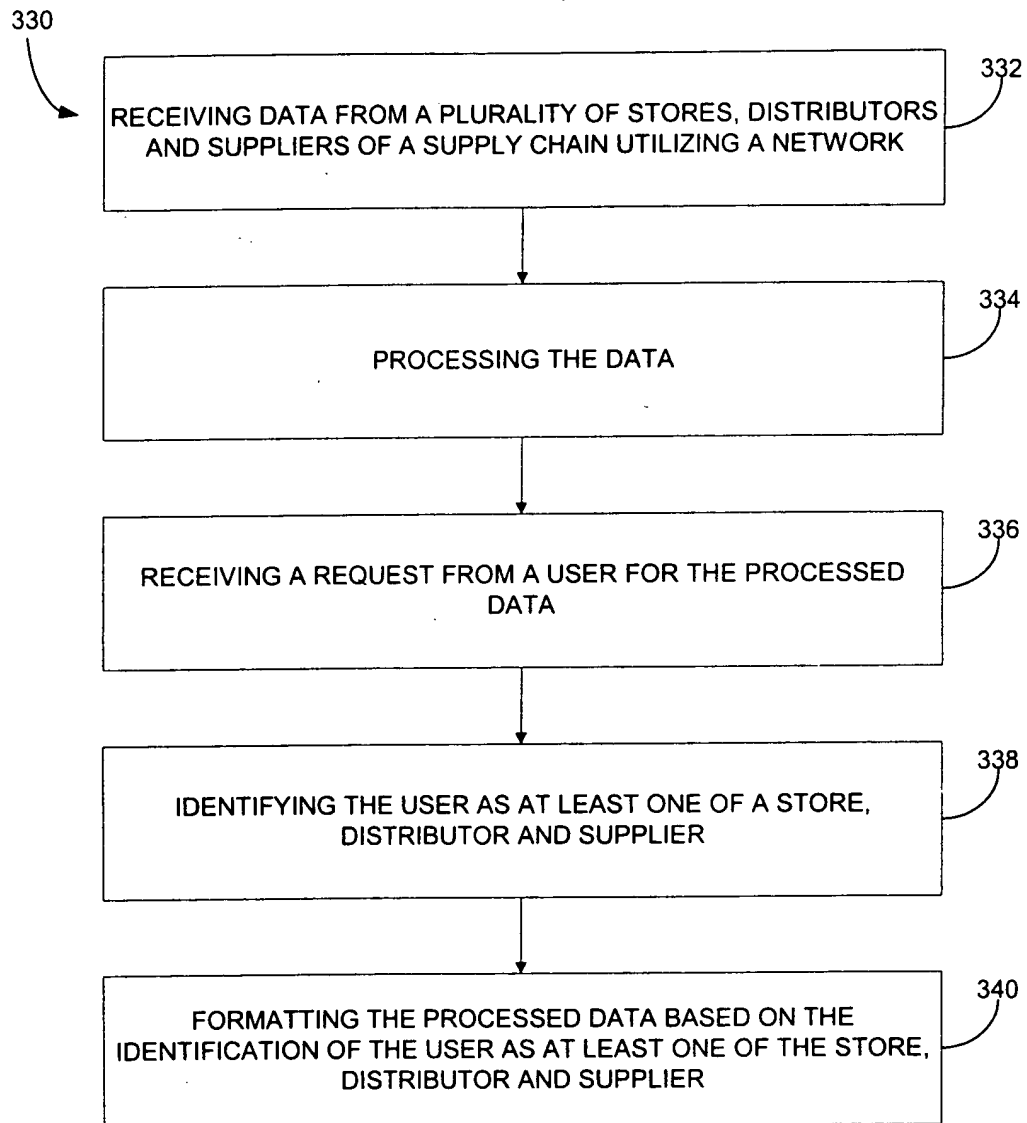 330
332
RECEIVING DATA FROM A PLURALITY OF STORES, DISTRIBUTORS
AND SUPPLIERS OF A SUPPLY CHAIN UTILIZING A NETWORK
334
PROCESSING THE DATA
336
RECEIVING A REQUEST FROM A USER FOR THE PROCESSED
DATA
338
IDENTIFYING THE USER AS AT LEAST ONE OF A STORE,
DISTRIBUTOR AND SUPPLIER
340
FORMATTING THE PROCESSED DATA BASED ON THE
IDENTIFICATION OF THE USER AS AT LEAST ONE OF THE STORE,
DISTRIBUTOR AND SUPPLIER